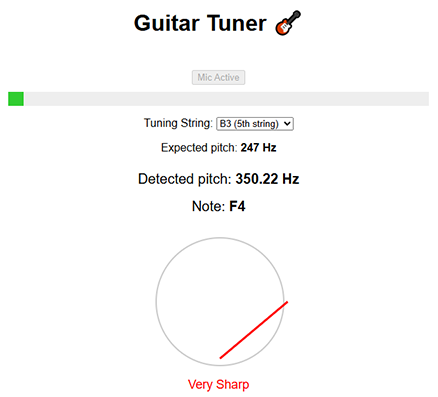 Guitar Tuner 🎸
Mic Active
Tuning String: B3 (5th string)
Expected pitch: 247 Hz
Detected pitch: 350.22 Hz
Note: F4
Very Sharp